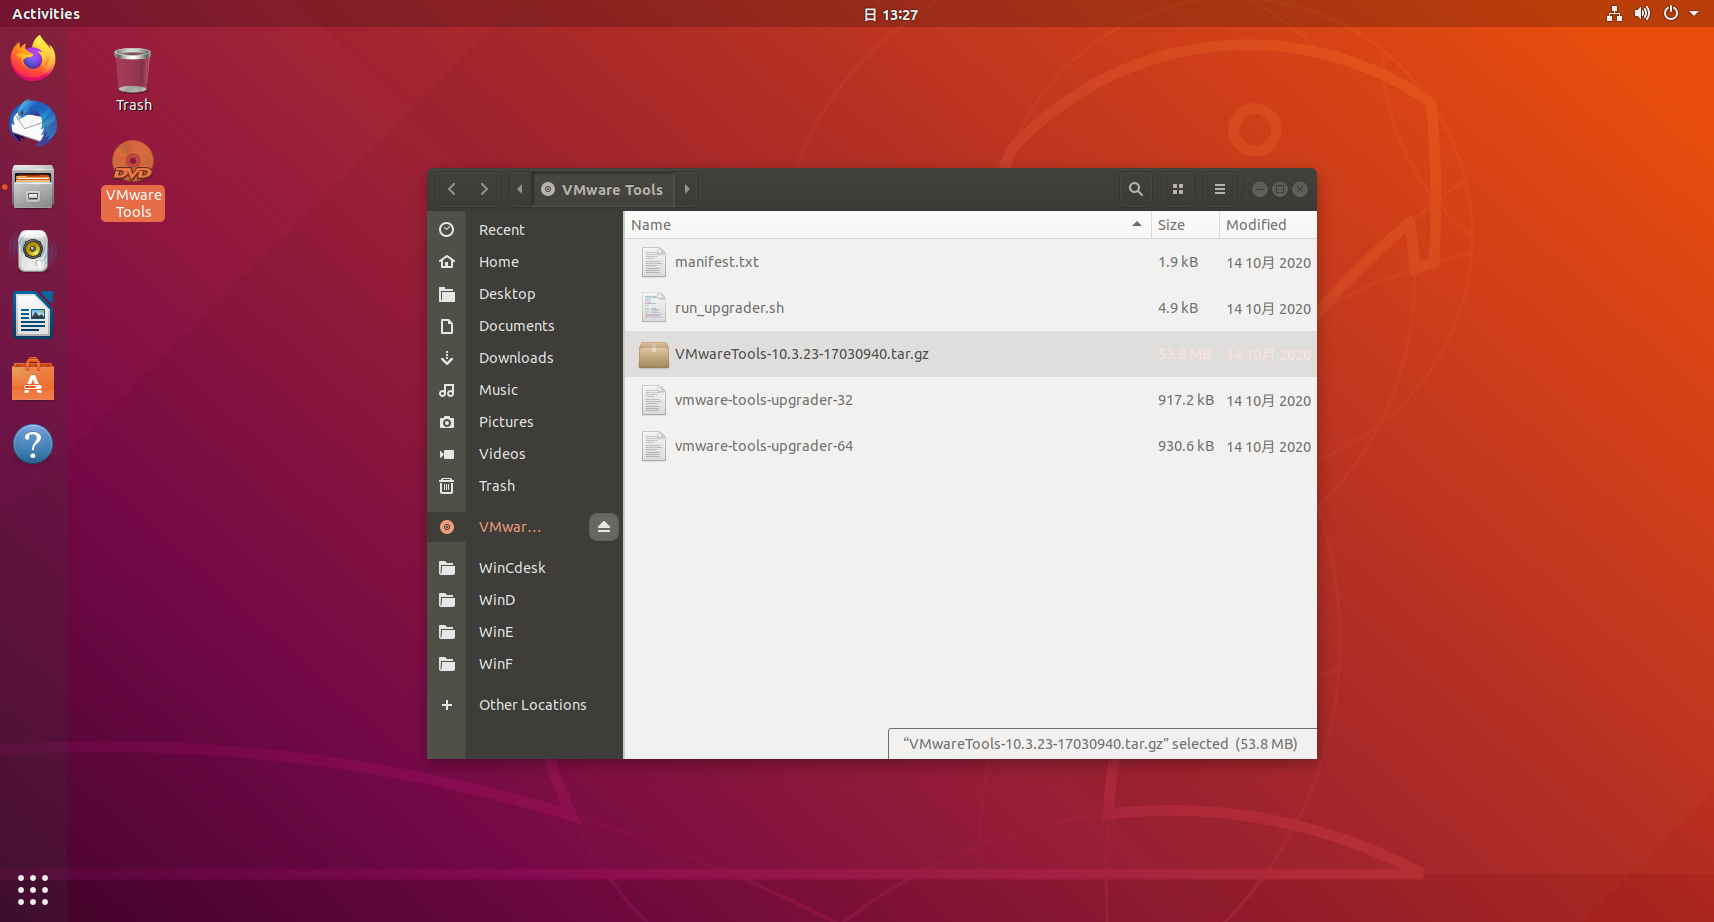 Activities
日 13:27
Trash
DVD
VMware
Tools
VMware Tools
Recent
Home
Desktop
Documents
Downloads
Music
Pictures
Videos
Trash
VMwar...
WinCdesk
WinD
WinE
WinF
Other Locations
Name Size Modified
manifest.txt 1.9 kB 14 10月 2020
run_upgrader.sh 4.9 kB 14 10月 2020
VMwareTools-10.3.23-17030940.tar.gz 53.8 MB 14 10月 2020
vmware-tools-upgrader-32 917.2 kB 14 10月 2020
vmware-tools-upgrader-64 930.6 kB 14 10月 2020
“VMwareTools-10.3.23-17030940.tar.gz” selected (53.8 MB)